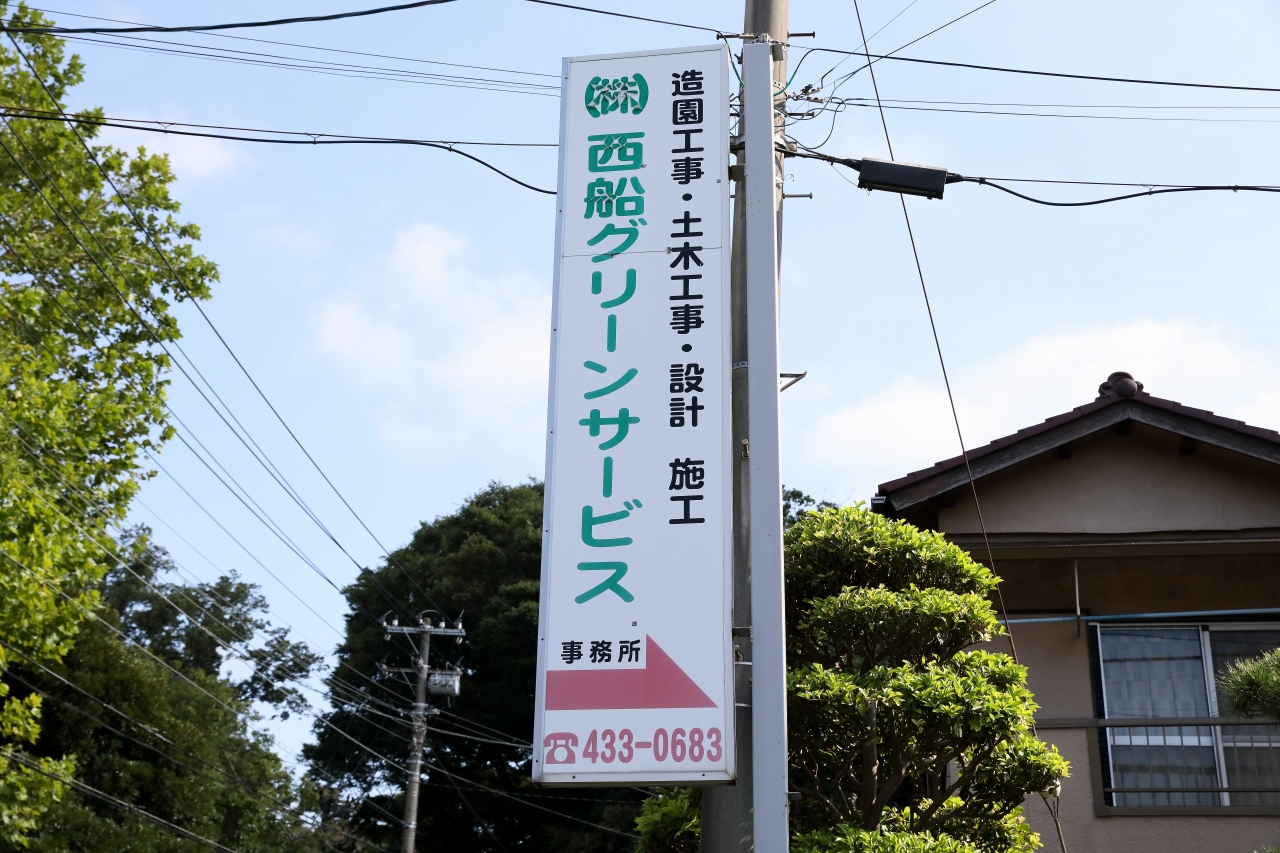 造園工事・土木工事・設計　施工
㈱西船グリーンサービス
事務所
☎433-0683